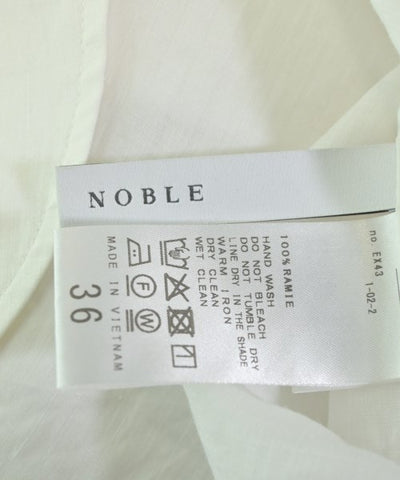 NOBLE
no. EX43
1-02-2
100% RAMIE
HAND WASH
DO NOT BLEACH
DO NOT TUMBLE DRY
LINE DRY IN THE SHADE
WARM IRON
DRY CLEAN
WET CLEAN
F W
MADE IN VIETNAM
36